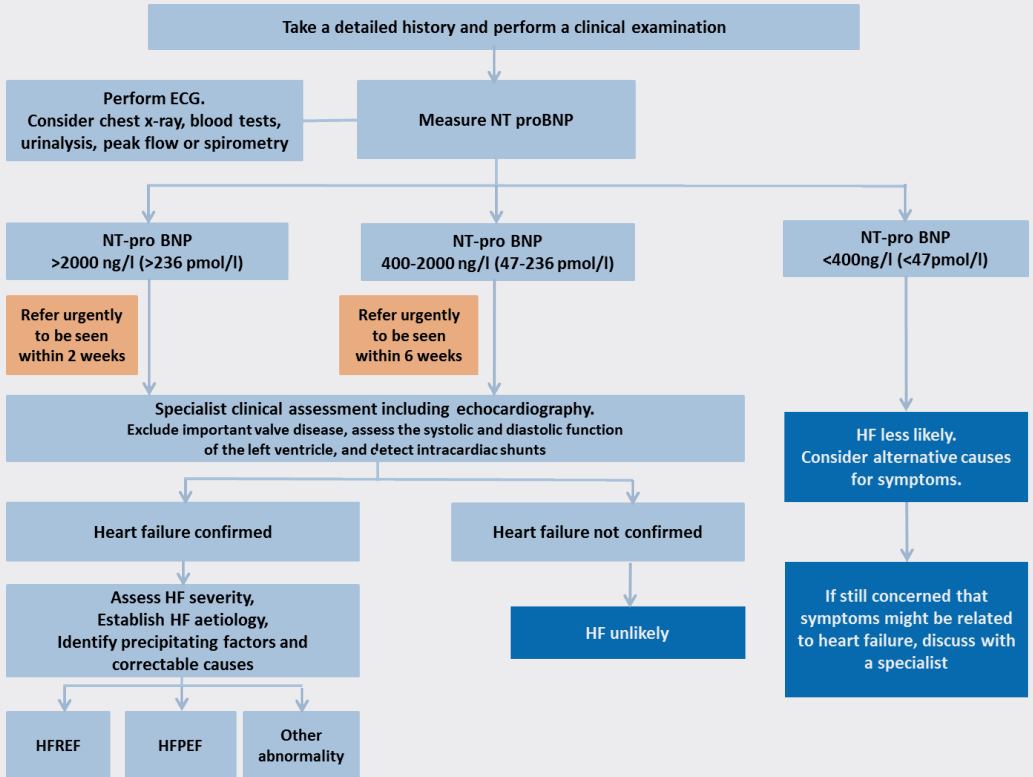 Take a detailed history and perform a clinical examination
Perform ECG.
Consider chest x-ray, blood tests,
urinalysis, peak flow or spirometry
Measure NT proBNP
NT-pro BNP
>2000 ng/l (>236 pmol/l)
NT-pro BNP
400-2000 ng/l (47-236 pmol/l)
NT-pro BNP
<400ng/l (<47pmol/l)
Refer urgently
to be seen
within 2 weeks
Refer urgently
to be seen
within 6 weeks
Specialist clinical assessment including echocardiography.
Exclude important valve disease, assess the systolic and diastolic function
of the left ventricle, and detect intracardiac shunts
HF less likely.
Consider alternative causes
for symptoms.
Heart failure confirmed
Heart failure not confirmed
Assess HF severity,
Establish HF aetiology,
Identify precipitating factors and
correctable causes
HF unlikely
If still concerned that
symptoms might be related
to heart failure, discuss with
a specialist
HFREF
HFPEF
Other
abnormality